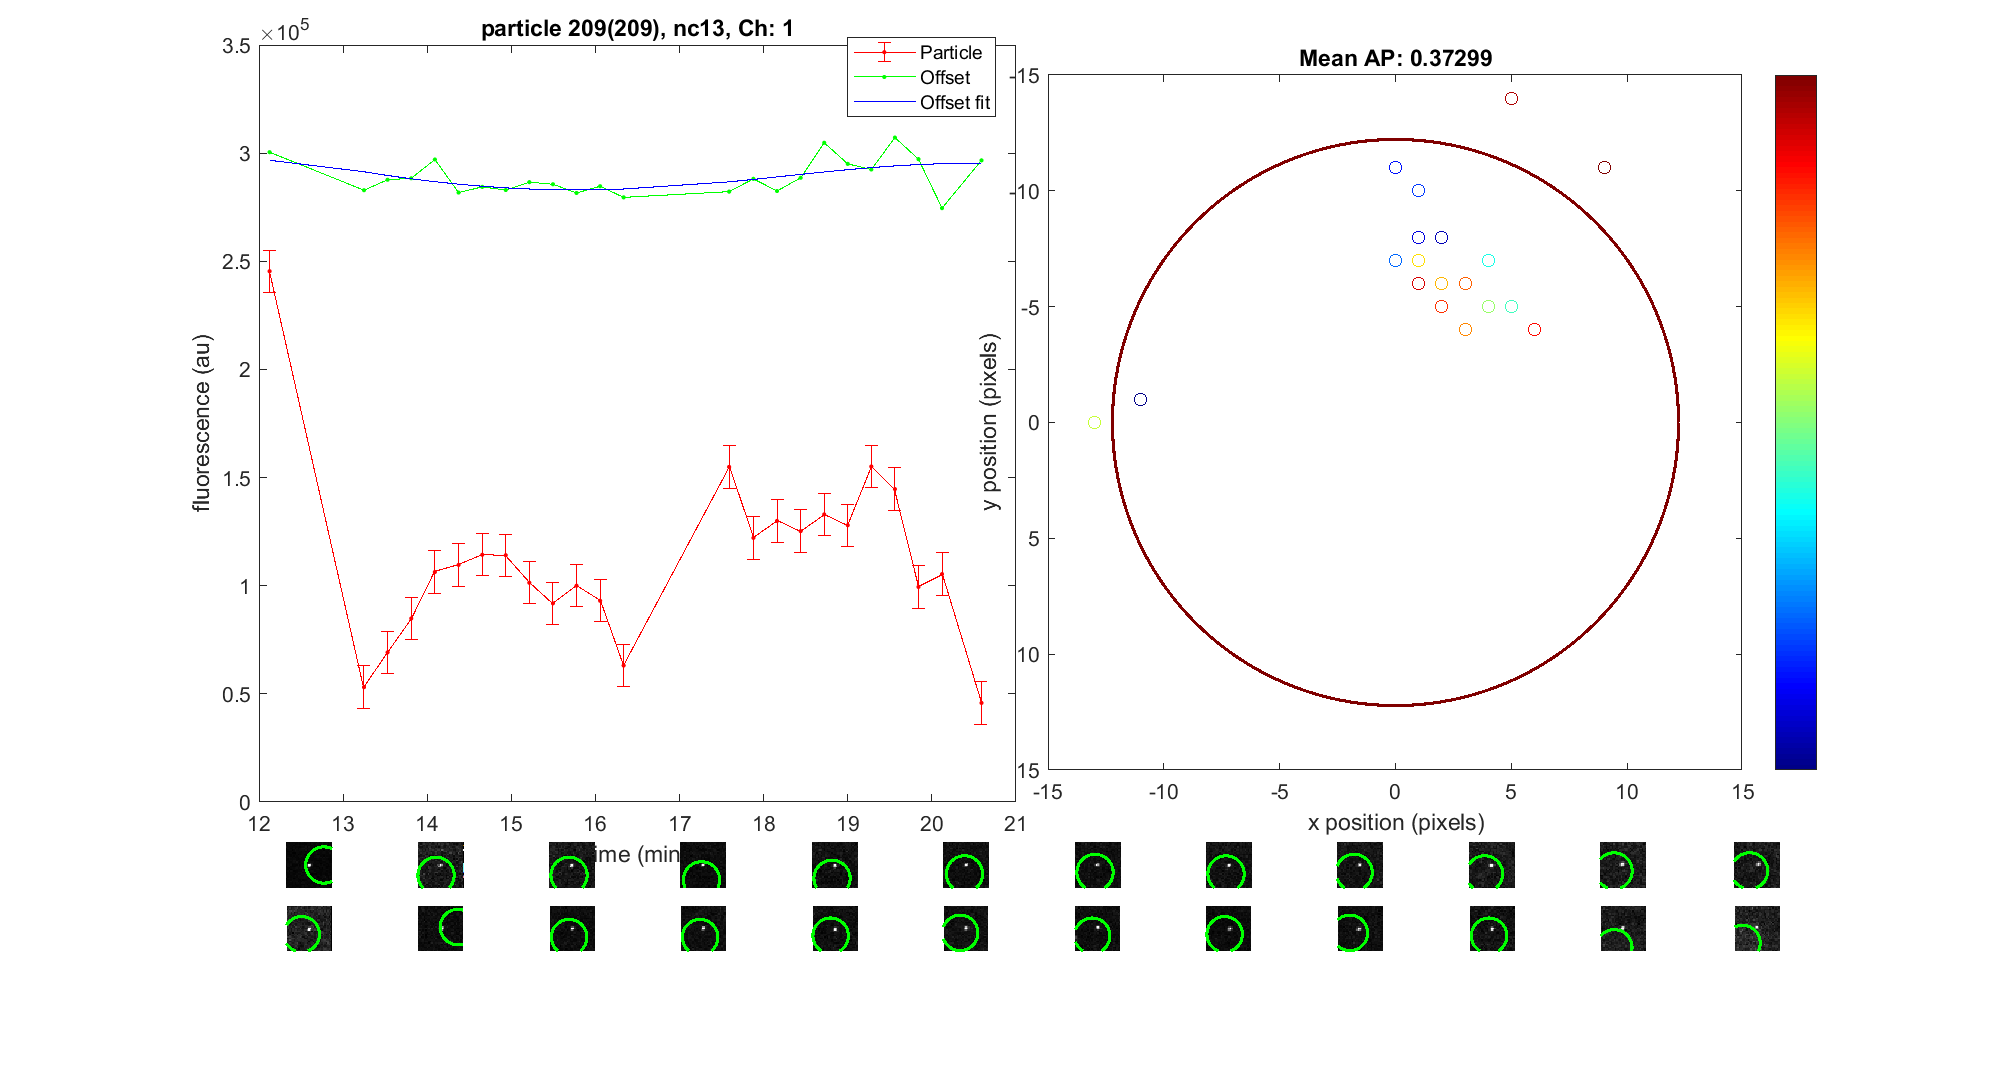 particle 209(209), nc13, Ch: 1
×10^5
3.5
3
2.5
2
1.5
1
0.5
0
fluorescence (au)
12 13 14 15 16 17 18 19 20 21
ime (min
Particle
Offset
Offset fit
Mean AP: 0.37299
-15
-10
-5
0
5
10
15
y position (pixels)
-15 -10 -5 0 5 10 15
x position (pixels)